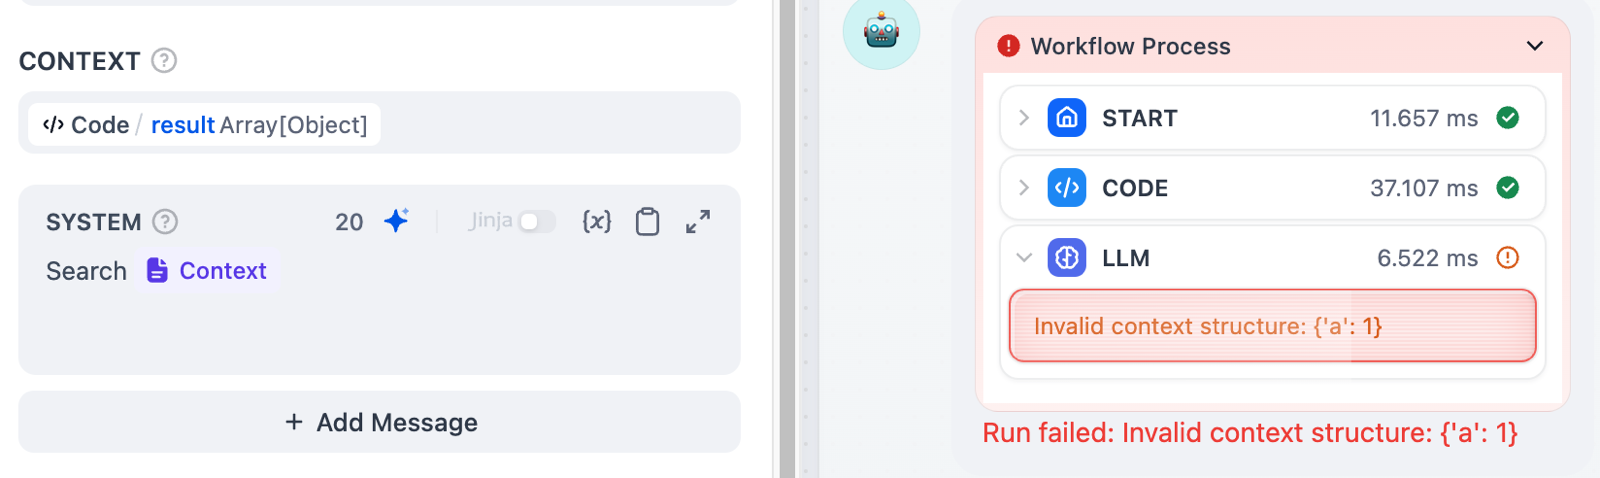 CONTEXT ?
</> Code / result Array[Object]
SYSTEM ? 20 Jinja {x}
Search Context
+ Add Message
Workflow Process
START 11.657 ms
</> CODE 37.107 ms
LLM 6.522 ms
Invalid context structure: {'a': 1}
Run failed: Invalid context structure: {'a': 1}